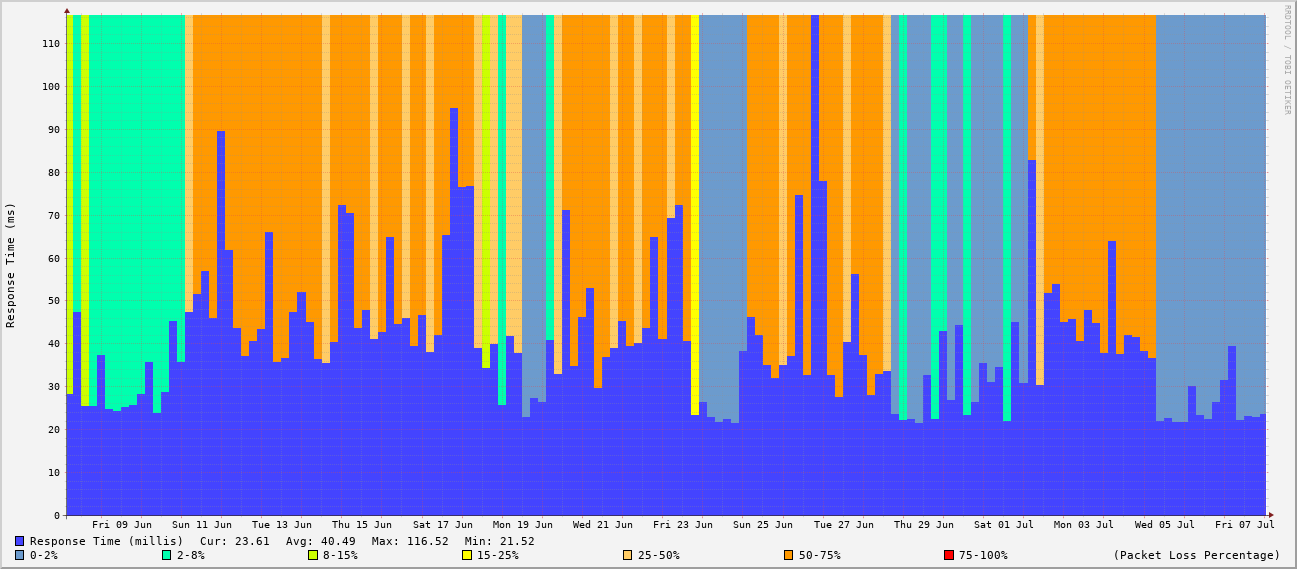 RRDTOOL / TOBI OETIKER
Response Time (ms)
110
100
90
80
70
60
50
40
30
20
10
0
Fri 09 Jun Sun 11 Jun Tue 13 Jun Thu 15 Jun Sat 17 Jun Mon 19 Jun Wed 21 Jun Fri 23 Jun Sun 25 Jun Tue 27 Jun Thu 29 Jun Sat 01 Jul Mon 03 Jul Wed 05 Jul Fri 07 Jul
Response Time (millis) Cur: 23.61 Avg: 40.49 Max: 116.52 Min: 21.52
0-2% 2-8% 8-15% 15-25% 25-50% 50-75% 75-100% (Packet Loss Percentage)